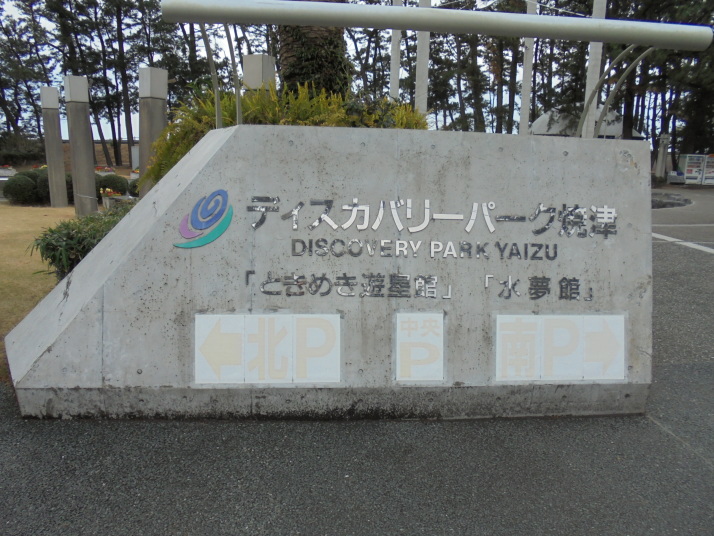 ディスカバリーパーク焼津
DISCOVERY PARK YAIZU
「ときめき遊星館」 「水夢館」
←北P 中央P 南P→